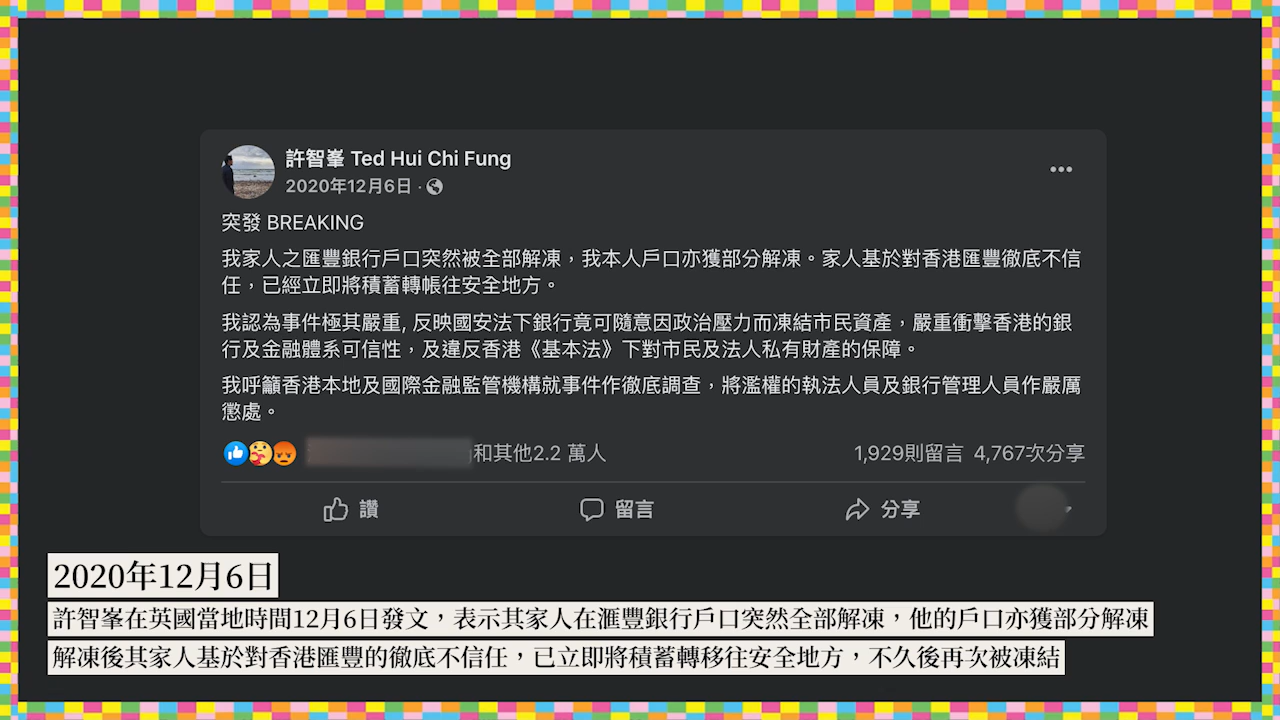 許智峯 Ted Hui Chi Fung
2020年12月6日 ·
突發 BREAKING
我家人之匯豐銀行戶口突然被全部解凍，我本人戶口亦獲部分解凍。家人基於對香港匯豐徹底不信
任，已經立即將積蓄轉帳往安全地方。
我認為事件極其嚴重, 反映國安法下銀行竟可隨意因政治壓力而凍結市民資產，嚴重衝擊香港的銀
行及金融體系可信性，及違反香港《基本法》下對市民及法人私有財產的保障。
我呼籲香港本地及國際金融監管機構就事件作徹底調查，將濫權的執法人員及銀行管理人員作嚴厲
懲處。
和其他2.2 萬人 1,929則留言 4,767次分享
讚 留言 分享
2020年12月6日
許智峯在英國當地時間12月6日發文，表示其家人在滙豐銀行戶口突然全部解凍，他的戶口亦獲部分解凍
解凍後其家人基於對香港匯豐的徹底不信任，已立即將積蓄轉移往安全地方，不久後再次被凍結